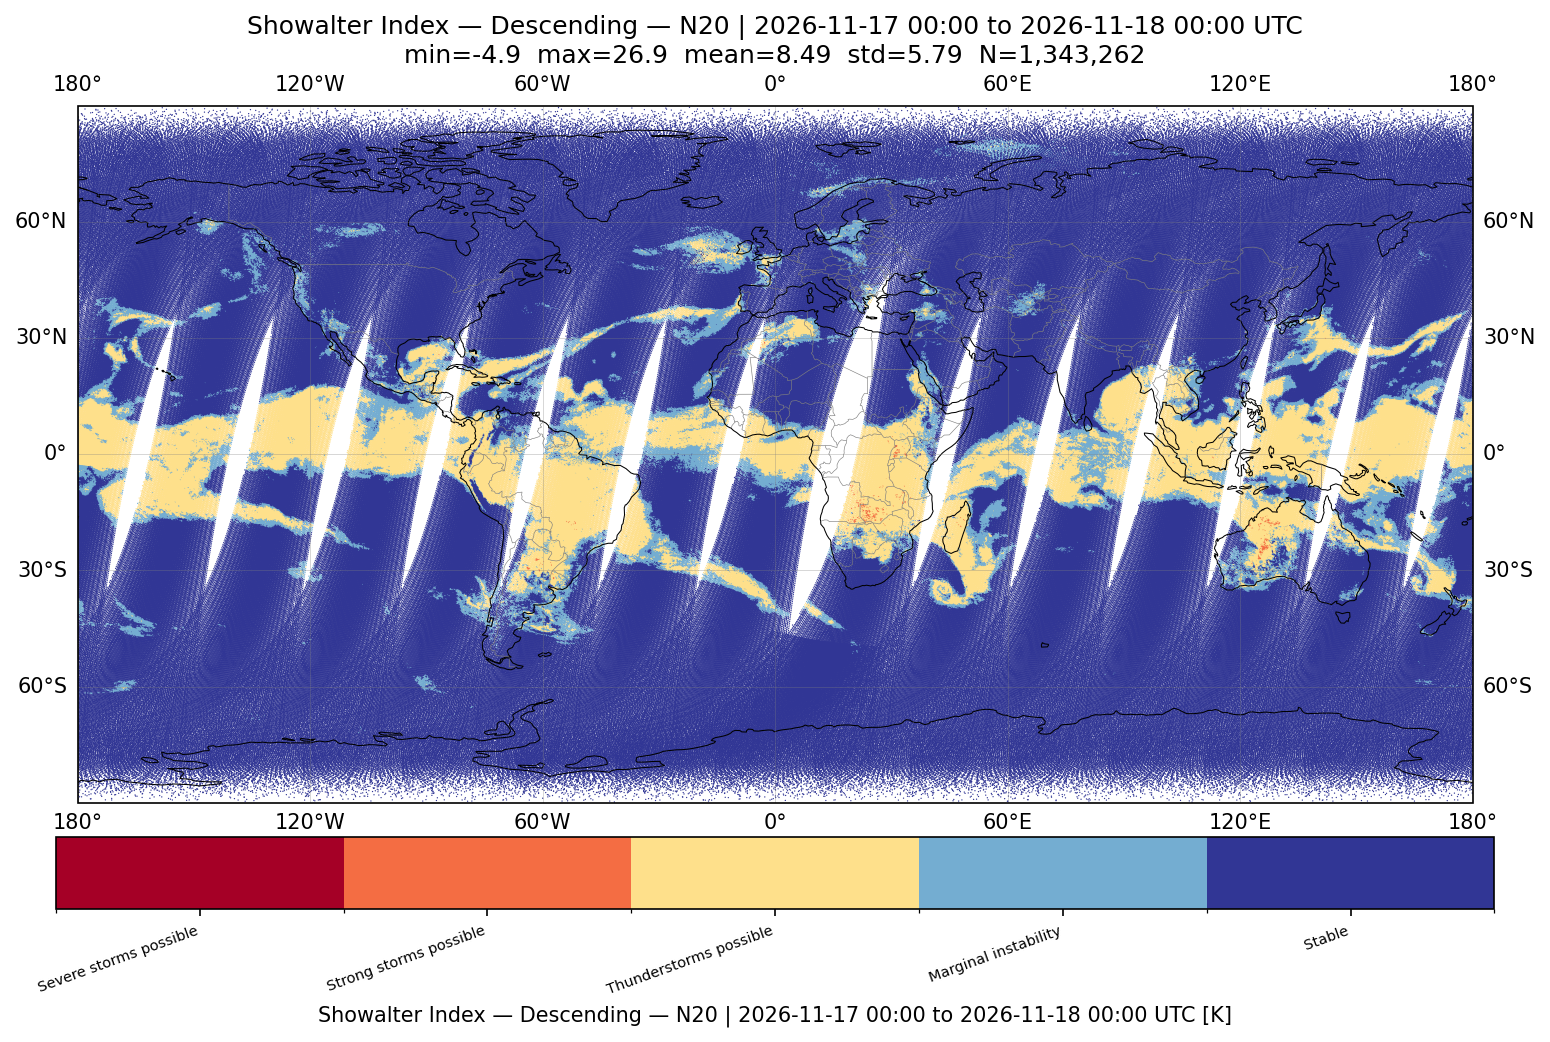 Showalter Index — Descending — N20 | 2026-11-17 00:00 to 2026-11-18 00:00 UTC
min=-4.9 max=26.9 mean=8.49 std=5.79 N=1,343,262
180° 120°W 60°W 0° 60°E 120°E 180°
60°N 60°N
30°N 30°N
0° 0°
30°S 30°S
60°S 60°S
180° 120°W 60°W 0° 60°E 120°E 180°
Severe storms possible
Strong storms possible
Thunderstorms possible
Marginal instability
Stable
Showalter Index — Descending — N20 | 2026-11-17 00:00 to 2026-11-18 00:00 UTC [K]